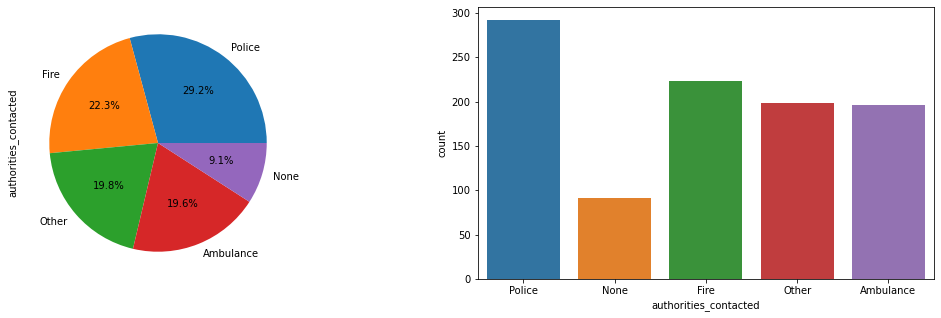 authorities_contacted
Police
29.2%
Fire
22.3%
Other
19.8%
Ambulance
19.6%
None
9.1%
count
300
250
200
150
100
50
0
Police None Fire Other Ambulance
authorities_contacted